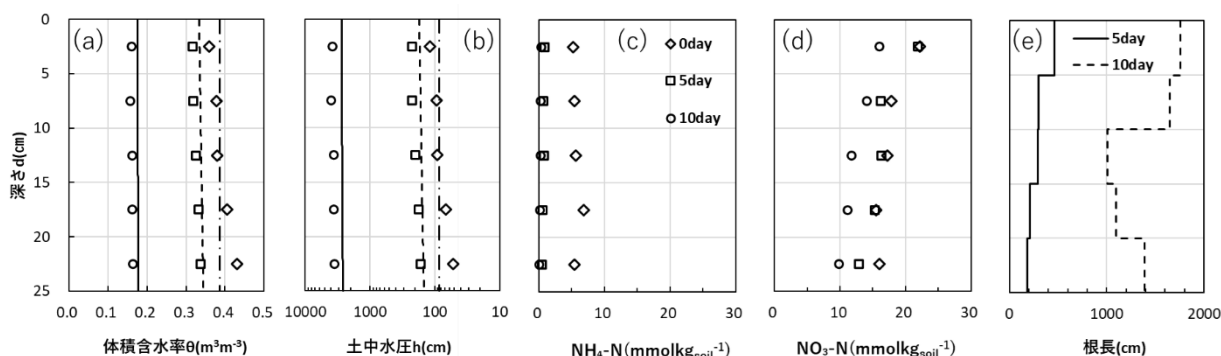 (a)
(b)
(c)
(d)
(e)
深さd(cm)
0
5
10
15
20
25
0.0 0.1 0.2 0.3 0.4 0.5
体積含水率θ(m³m⁻³)
10000 1000 100 10
土中水圧h(cm)
0day
5day
10day
0 10 20 30
NH₄-N(mmolkg_soil⁻¹)
0 10 20 30
NO₃-N(mmolkg_soil⁻¹)
5day
10day
0 1000 2000
根長(cm)